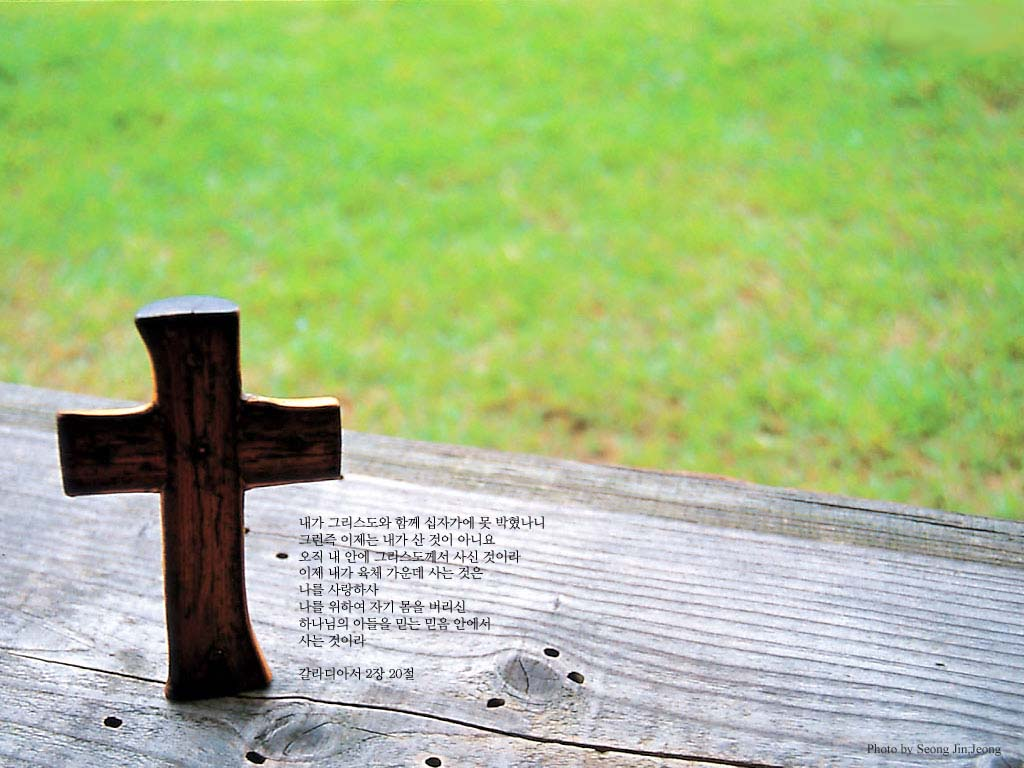 내가 그리스도와 함께 십자가에 못 박혔나니
그런즉 이제는 내가 산 것이 아니요
오직 내 안에 그리스도께서 사신 것이라
이제 내가 육체 가운데 사는 것은
나를 사랑하사
나를 위하여 자기 몸을 버리신
하나님의 아들을 믿는 믿음 안에서
사는 것이라
갈라디아서 2장 20절
Photo by Seong Jin,Jeong